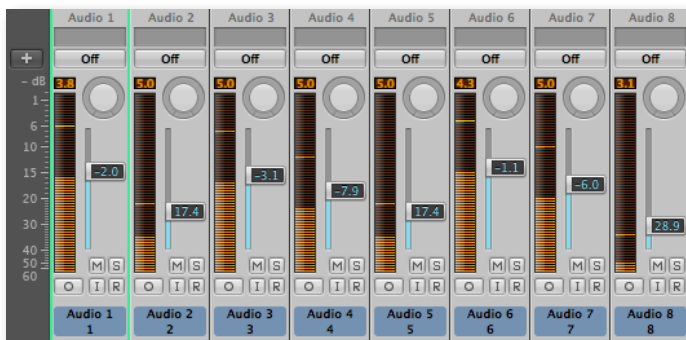 Audio 1 Audio 2 Audio 3 Audio 4 Audio 5 Audio 6 Audio 7 Audio 8
+ Off Off Off Off Off Off Off Off
- dB 3.8 5.0 5.0 5.0 5.0 4.3 5.0 3.1
1
6
10
15 -2.0 -3.1 -1.1
20 17.4 -7.9 17.4 -6.0
30 28.9
40 M S M S M S M S M S M S M S M S
50
60 O I R O I R O I R O I R O I R O I R O I R O I R
Audio 1 Audio 2 Audio 3 Audio 4 Audio 5 Audio 6 Audio 7 Audio 8
1 2 3 4 5 6 7 8